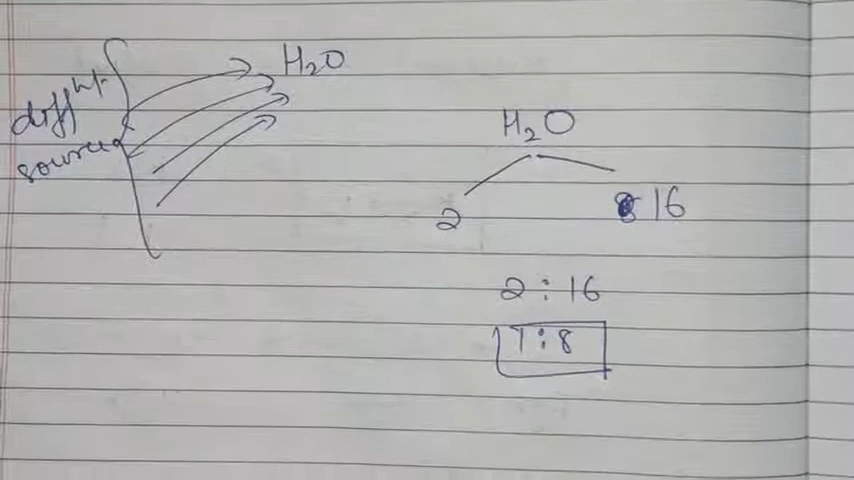 H₂O
diffⁿᵗ
source
H₂O
2 16
2 : 16
1 : 8